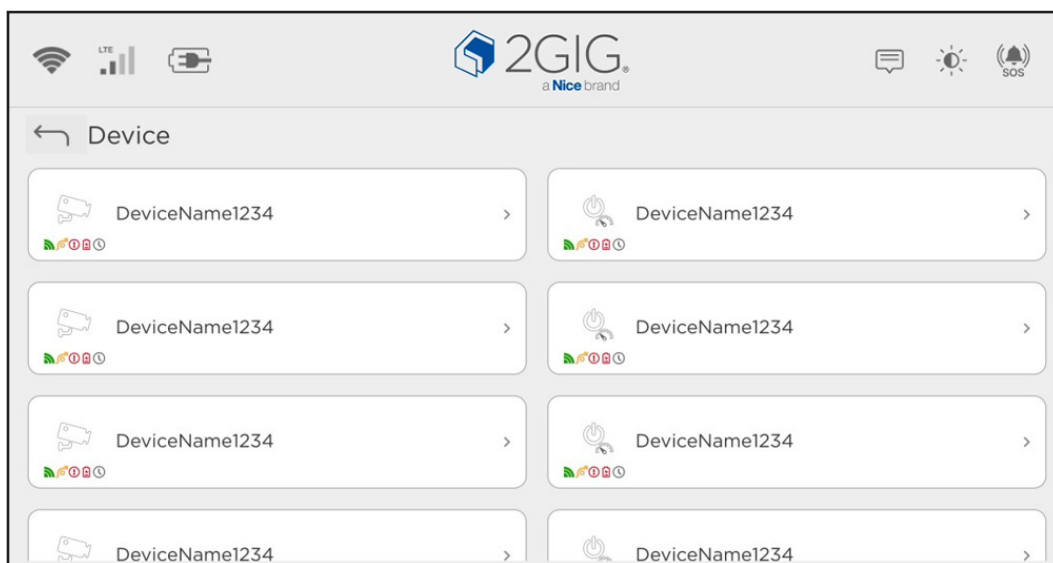 LTE
2GIG®
a Nice brand
SOS
Device
DeviceName1234
DeviceName1234
DeviceName1234
DeviceName1234
DeviceName1234
DeviceName1234
DeviceName1234
DeviceName1234